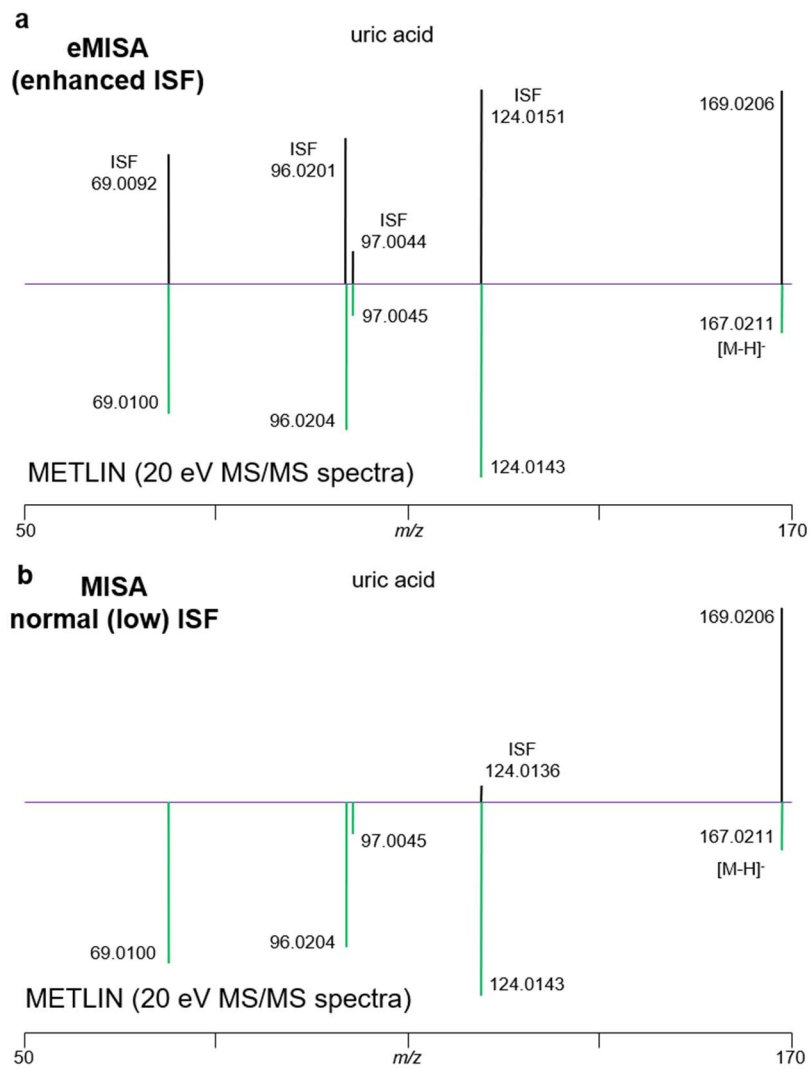 a
uric acid
eMISA
(enhanced ISF)
ISF
124.0151
169.0206
ISF
96.0201
ISF
69.0092
ISF
97.0044
97.0045
167.0211
[M-H]-
69.0100
96.0204
124.0143
METLIN (20 eV MS/MS spectra)
50
m/z
170
b
uric acid
MISA
normal (low) ISF
169.0206
ISF
124.0136
97.0045
167.0211
[M-H]-
69.0100
96.0204
124.0143
METLIN (20 eV MS/MS spectra)
50
m/z
170